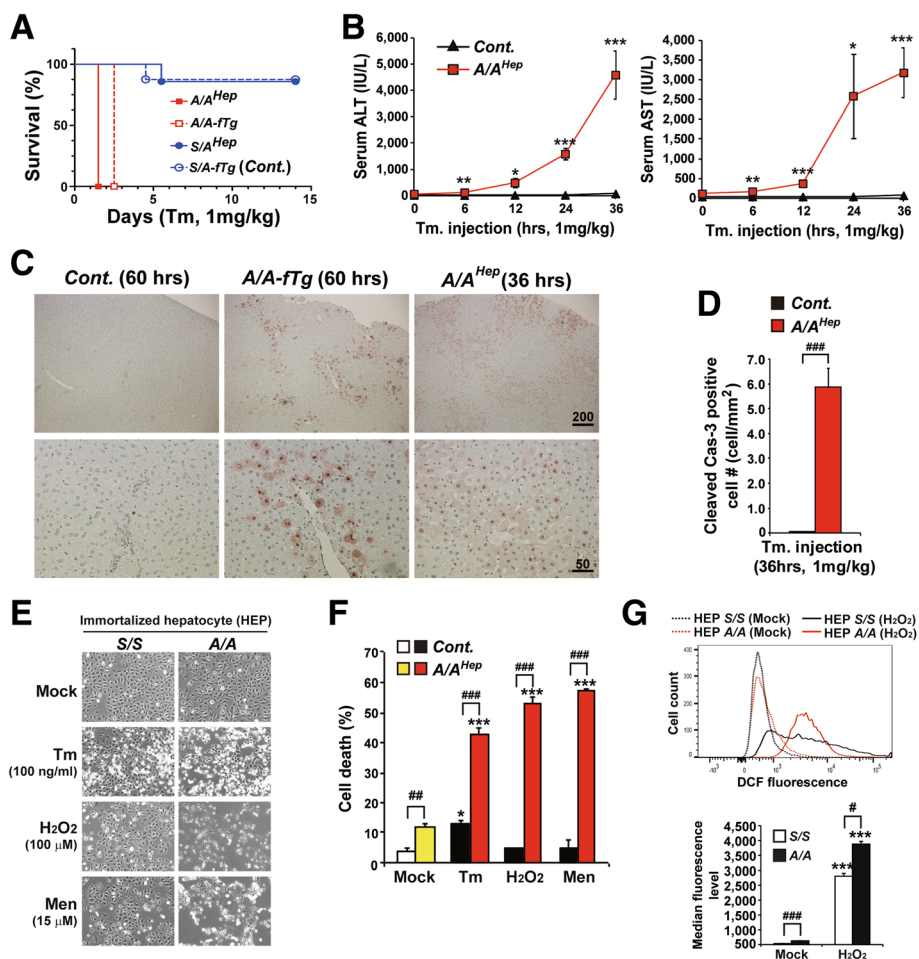 A
Survival (%)
100
50
0
0
5
10
15
Days (Tm, 1mg/kg)
A/A^Hep
A/A-fTg
S/A^Hep
S/A-fTg (Cont.)
B
Cont.
A/A^Hep
Serum ALT (IU/L)
6,000
5,000
4,000
3,000
2,000
1,000
0
**
*
***
***
0 6 12 24 36
Tm. injection (hrs, 1mg/kg)
Serum AST (IU/L)
4,000
3,500
3,000
2,500
2,000
1,500
1,000
500
0
**
***
*
***
0 6 12 24 36
Tm. injection (hrs, 1mg/kg)
C
Cont. (60 hrs)
A/A-fTg (60 hrs)
A/A^Hep (36 hrs)
200
50
D
Cont.
A/A^Hep
###
Cleaved Cas-3 positive
cell # (cell/mm²)
7.0
6.0
5.0
4.0
3.0
2.0
1.0
0
Tm. injection
(36hrs, 1mg/kg)
E
Immortalized hepatocyte (HEP)
S/S
A/A
Mock
Tm
(100 ng/ml)
H₂O₂
(100 µM)
Men
(15 µM)
F
Cont.
A/A^Hep
Cell death (%)
70
60
50
40
30
20
10
0
##
*
###
***
###
***
###
***
Mock Tm H₂O₂ Men
G
HEP S/S (Mock)
HEP S/S (H₂O₂)
HEP A/A (Mock)
HEP A/A (H₂O₂)
Cell count
400
300
200
100
0
-10³ 0 10³ 10⁴ 10⁵
DCF fluorescence
Median fluorescence
level
4,500
4,000
3,500
3,000
2,500
2,000
1,500
1,000
500
S/S
A/A
###
***
#
***
Mock H₂O₂